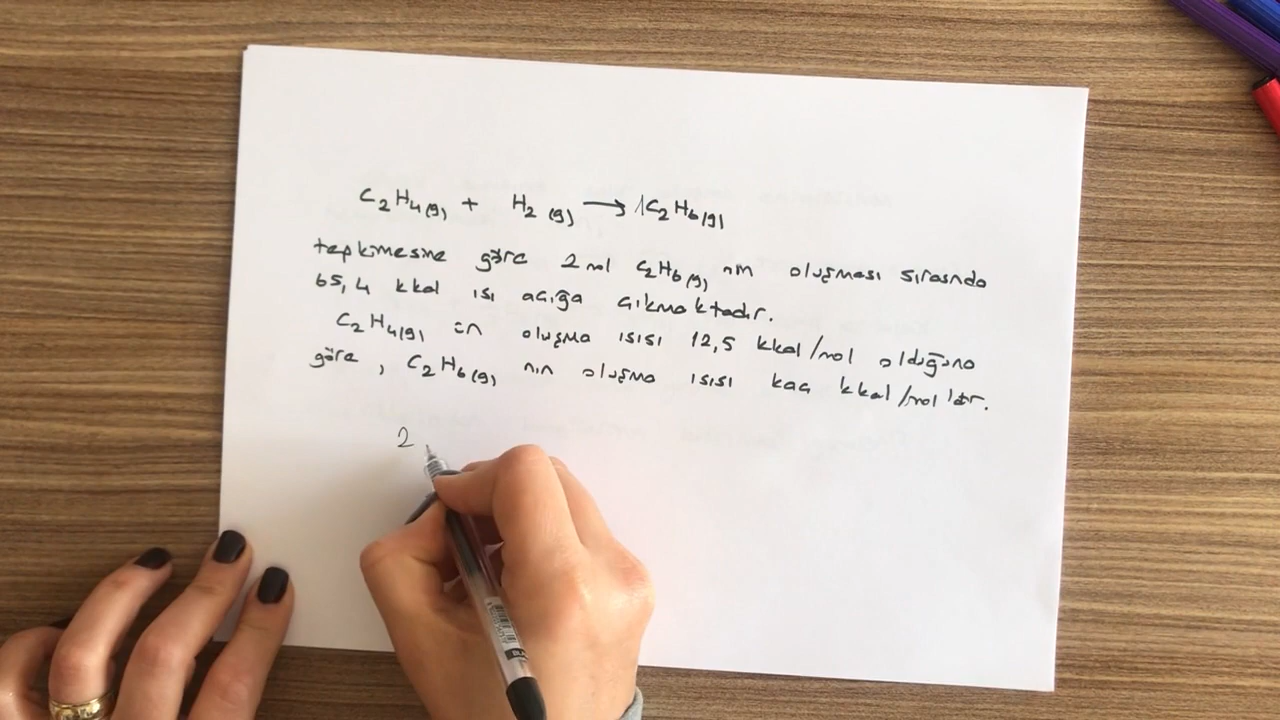 C₂H₄(g) + H₂ (g) → 1C₂H₆(g)
tepkimesine göre 2 mol C₂H₆(g) nın oluşması sırasında
65,4 kkal ısı açığa çıkmaktadır.
C₂H₄(g) ün oluşma ısısı 12,5 kkal/mol olduğuna
göre, C₂H₆(g) nın oluşma ısısı kaç kkal/mol'dür.
2